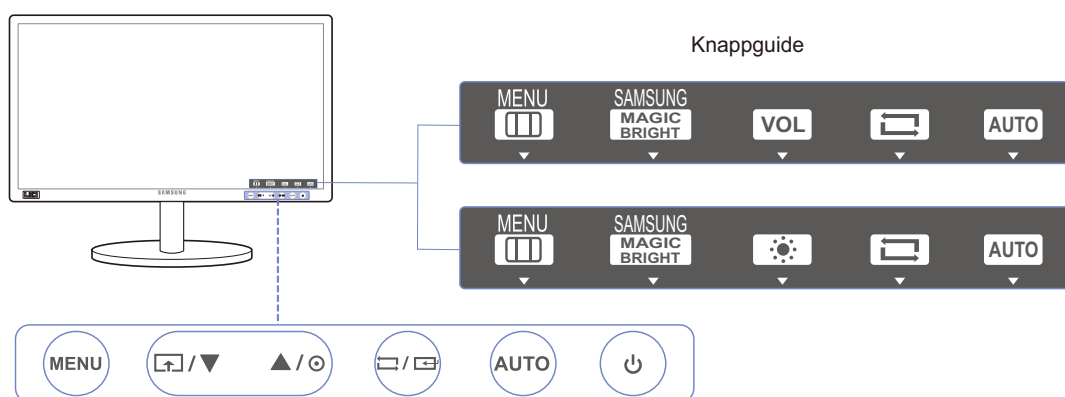 Knappguide
MENU SAMSUNG
MAGIC BRIGHT VOL AUTO
MENU SAMSUNG
MAGIC BRIGHT AUTO
SAMSUNG
MENU / ▼ ▲ / / AUTO